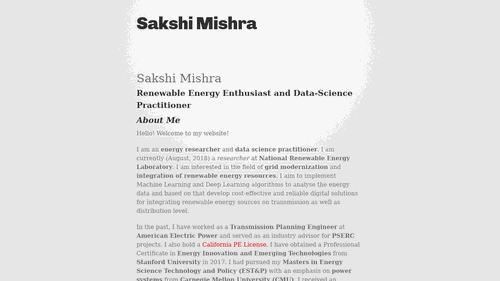 Sakshi Mishra
Sakshi Mishra
Renewable Energy Enthusiast and Data-Science
Practitioner
About Me
Hello! Welcome to my website!
I am an energy researcher and data science practitioner. I am
currently (August, 2018) a researcher at National Renewable Energy
Laboratory. I am interested in the field of grid modernization and
integration of renewable energy resources. I aim to implement
Machine Learning and Deep Learning algorithms to analyse the energy
data and based on that develop cost-effective and reliable digital solutions
for integrating renewable energy sources on transmission as well as
distribution level.
In the past, I have worked as a Transmission Planning Engineer at
American Electric Power and served as an industry advisor for PSERC
projects. I also hold a California PE License. I have obtained a Professional
Certificate in Energy Innovation and Emerging Technologies from
Stanford University in 2017. I had pursued my Masters in Energy
Science Technology and Policy (EST&P) with an emphasis on power
systems from Carnegie Mellon University (CMU). I received an